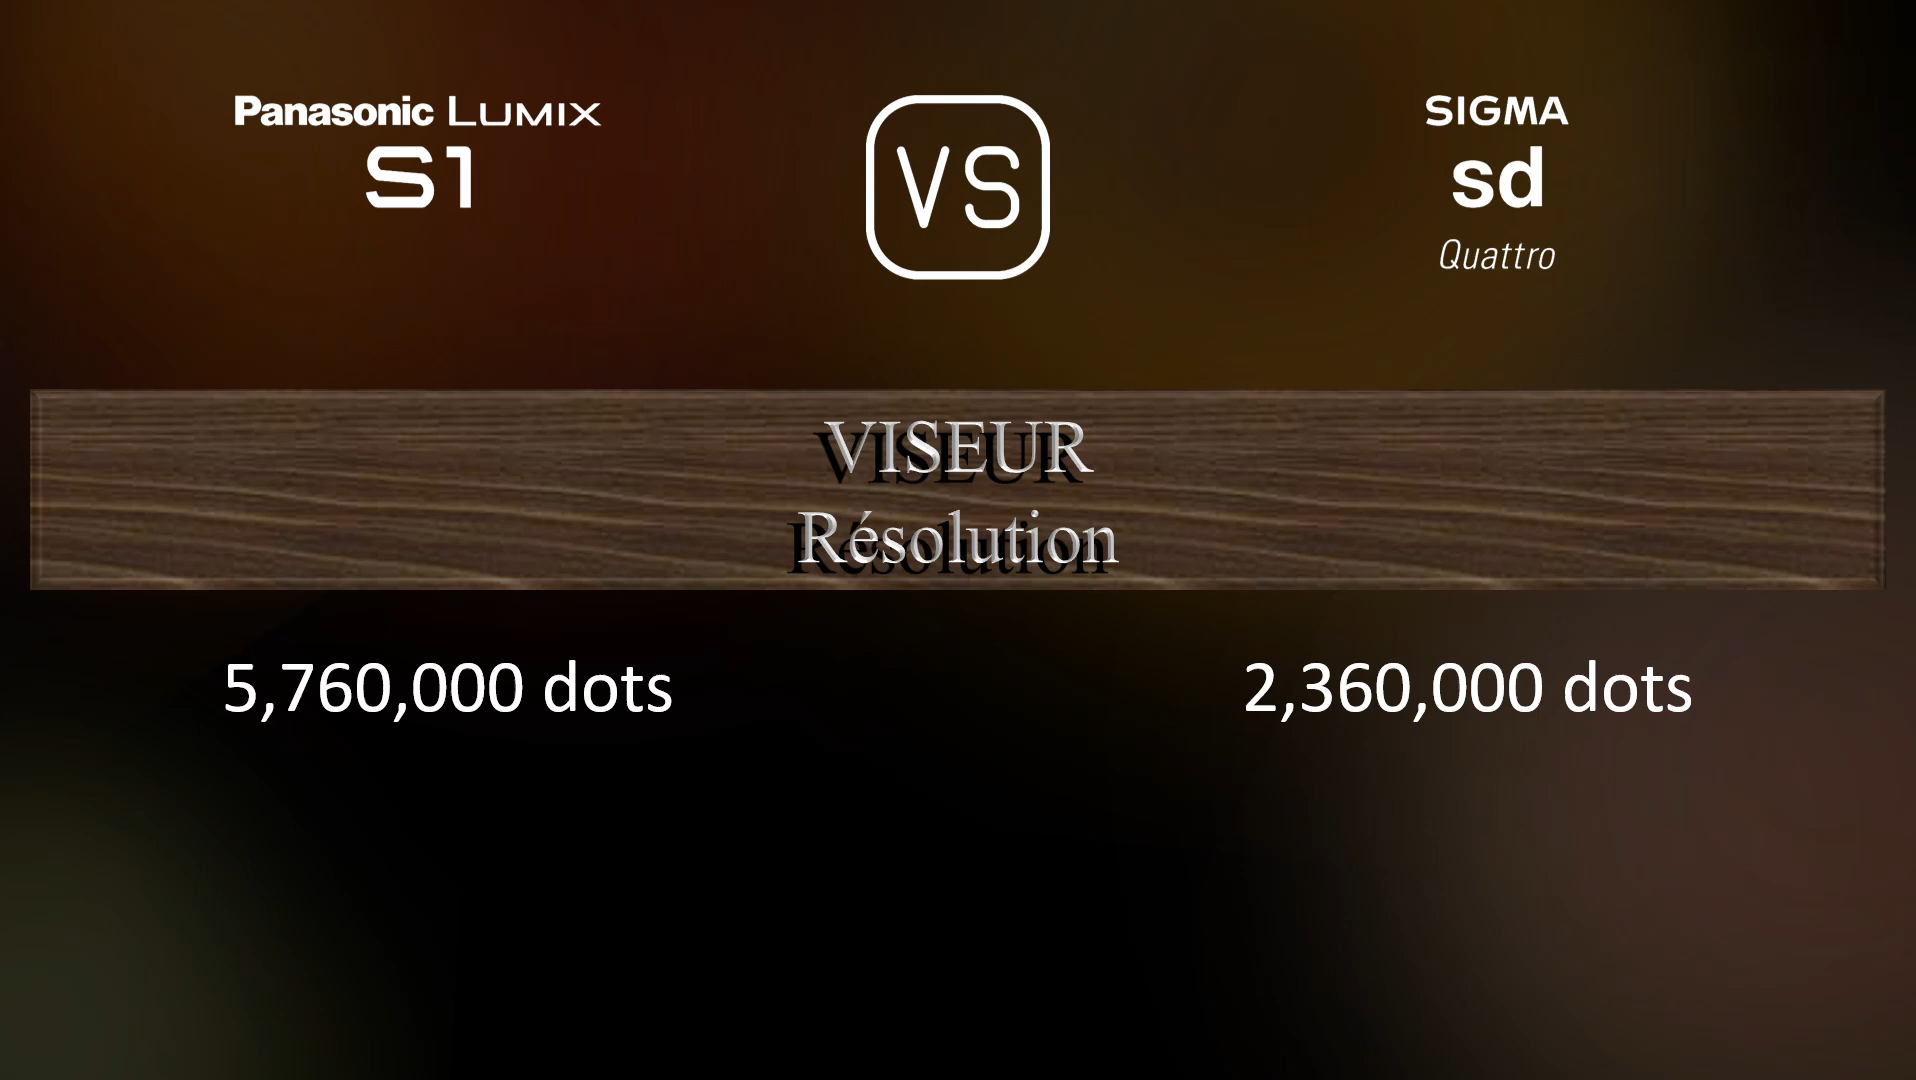 Panasonic LUMIX
S1
VS
SIGMA
sd
Quattro
VISEUR
Résolution
5,760,000 dots
2,360,000 dots